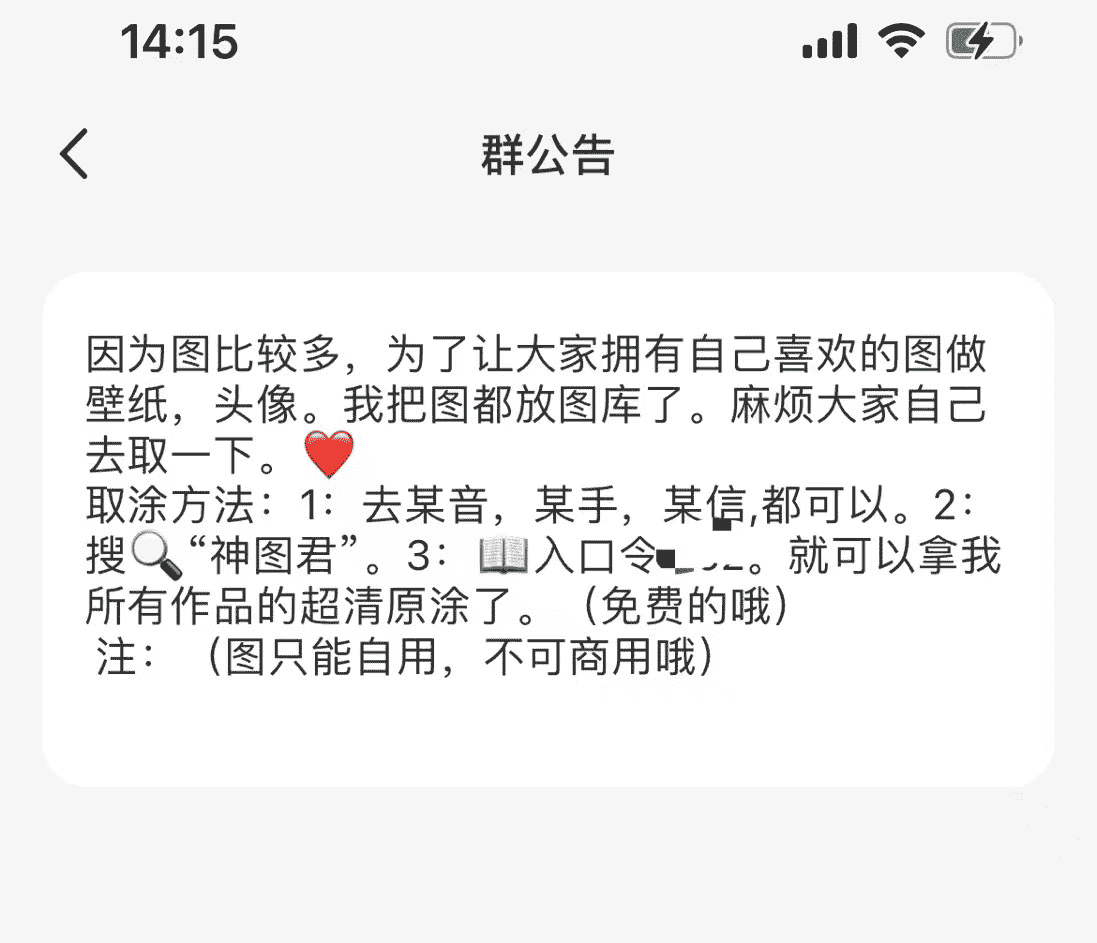 14:15
群公告
因为图比较多，为了让大家拥有自己喜欢的图做
壁纸，头像。我把图都放图库了。麻烦大家自己
去取一下。❤️
取涂方法：1：去某音，某手，某信,都可以。2：
搜🔍“神图君”。3：📖入口令。就可以拿我
所有作品的超清原涂了。（免费的哦）
注：（图只能自用，不可商用哦）